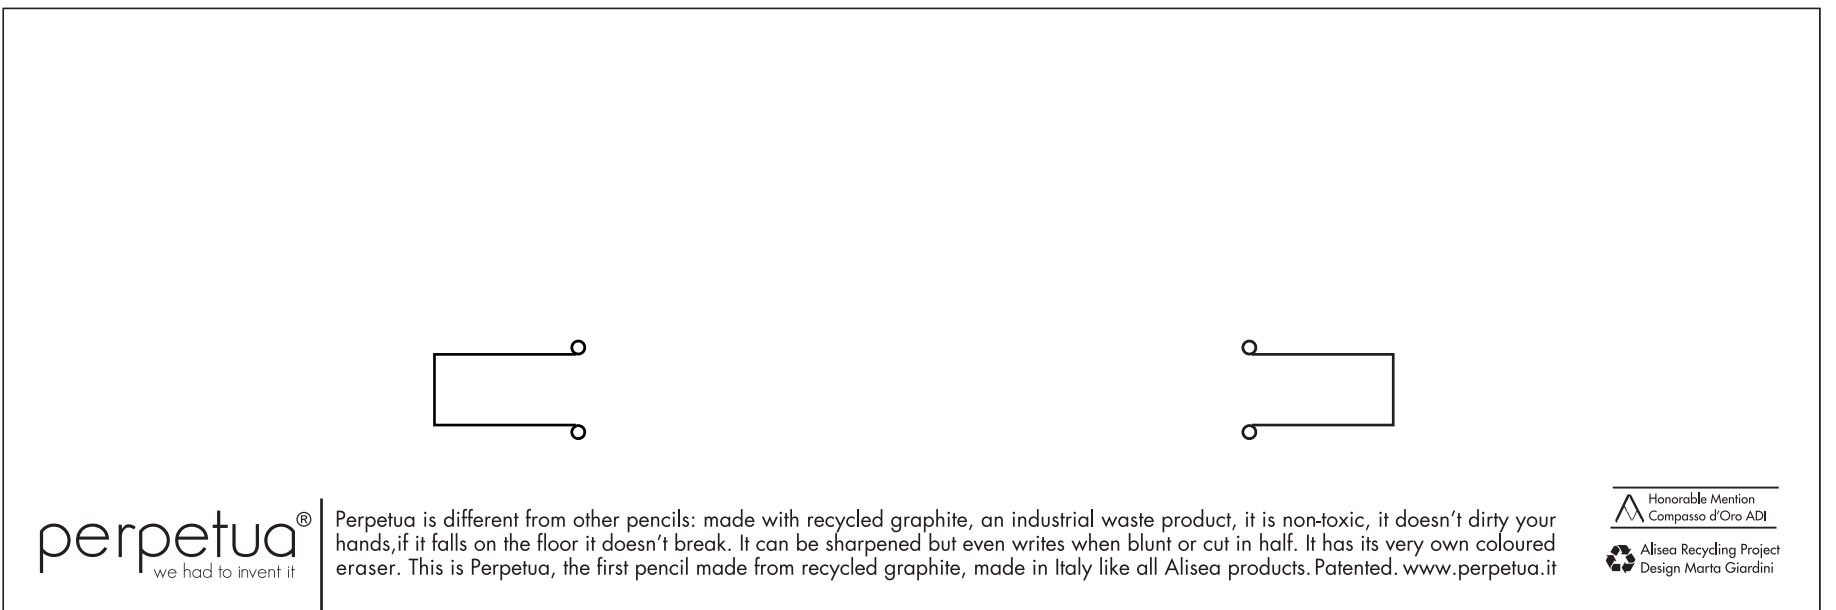 perpetua®
we had to invent it
Perpetua is different from other pencils: made with recycled graphite, an industrial waste product, it is non-toxic, it doesn't dirty your
hands,if it falls on the floor it doesn't break. It can be sharpened but even writes when blunt or cut in half. It has its very own coloured
eraser. This is Perpetua, the first pencil made from recycled graphite, made in Italy like all Alisea products. Patented. www.perpetua.it
Honorable Mention
Compasso d'Oro ADI
Alisea Recycling Project
Design Marta Giardini